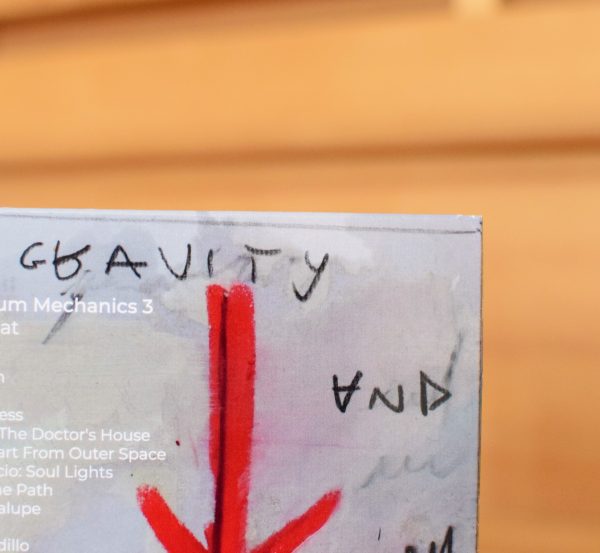 GRAVITY
um Mechanics 3
at
AND
n
ess
The Doctor's House
art From Outer Space
cio: Soul Lights
he Path
alupe
dillo